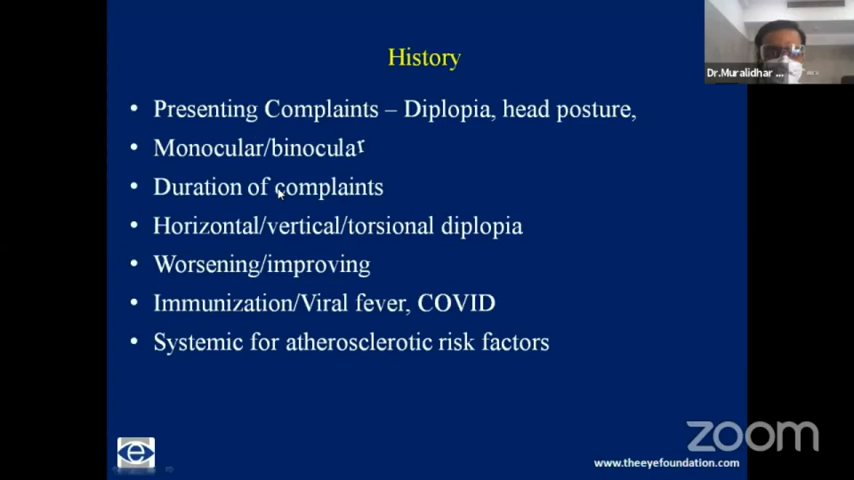 History
Dr.Muralidhar ...
• Presenting Complaints – Diplopia, head posture,
• Monocular/binocular
• Duration of complaints
• Horizontal/vertical/torsional diplopia
• Worsening/improving
• Immunization/Viral fever, COVID
• Systemic for atherosclerotic risk factors
zoom
e
www.theeyefoundation.com